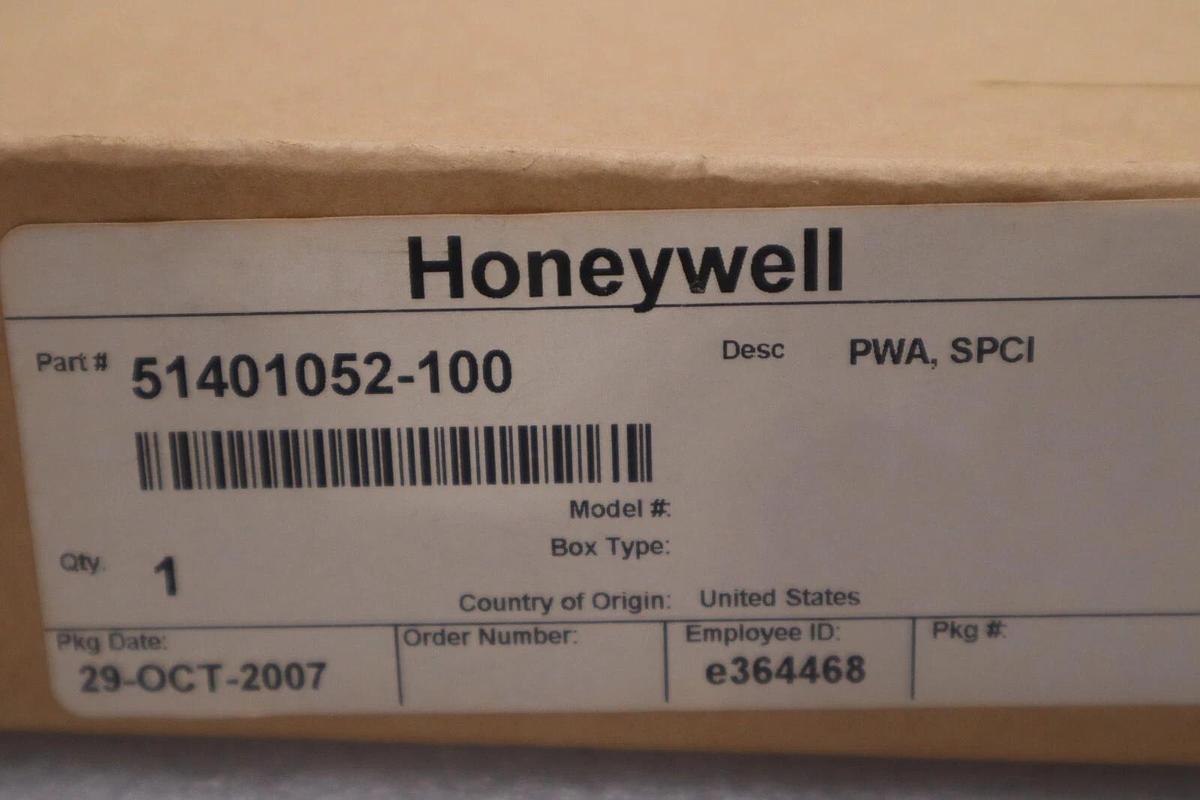 Honeywell
Part # 51401052-100 Desc PWA, SPCI
Model #:
Box Type:
Qty. 1
Country of Origin: United States
Pkg Date: Order Number: Employee ID: Pkg #:
29-OCT-2007 e364468